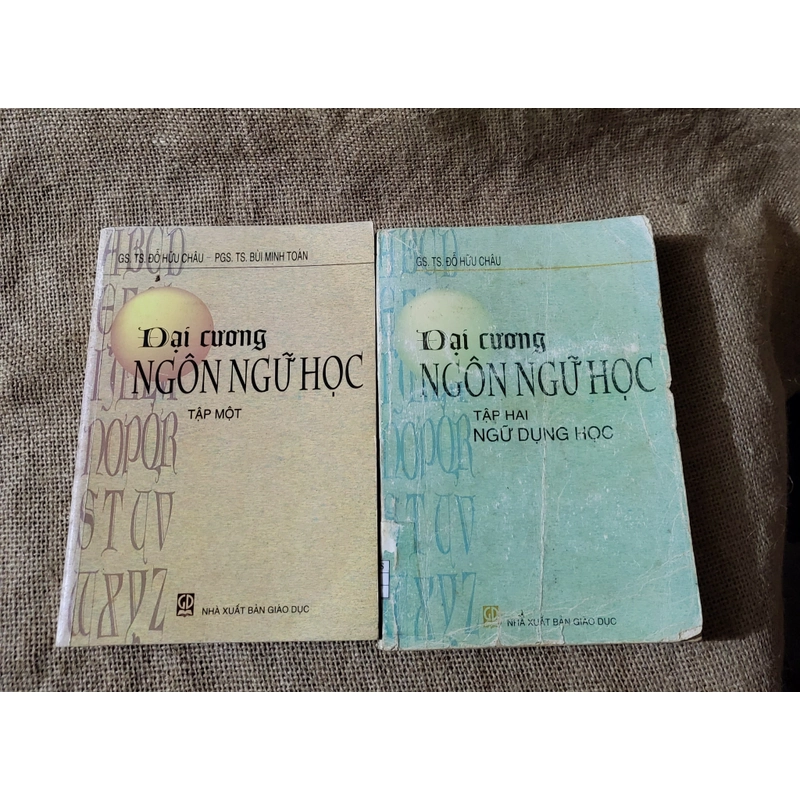 GS. TS. ĐỖ HỮU CHÂU - PGS. TS. BÙI MINH TOÁN
Đại cương
NGÔN NGỮ HỌC
TẬP MỘT
NHÀ XUẤT BẢN GIÁO DỤC
GS. TS. ĐỖ HỮU CHÂU
Đại cương
NGÔN NGỮ HỌC
TẬP HAI
NGỮ DỤNG HỌC
NHÀ XUẤT BẢN GIÁO DỤC